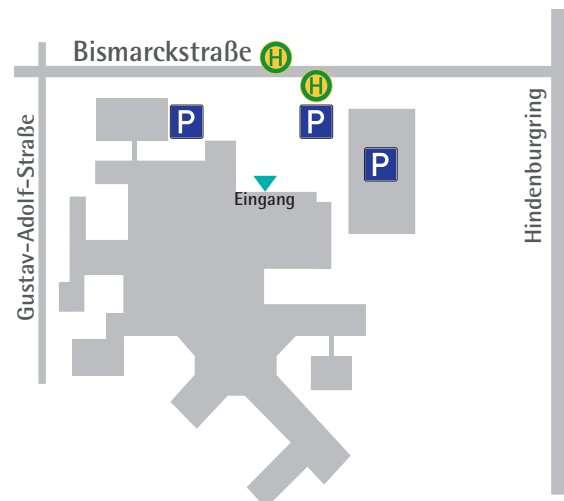 Bismarckstraße
H
H
P
P
P
Eingang
Gustav-Adolf-Straße
Hindenburgring